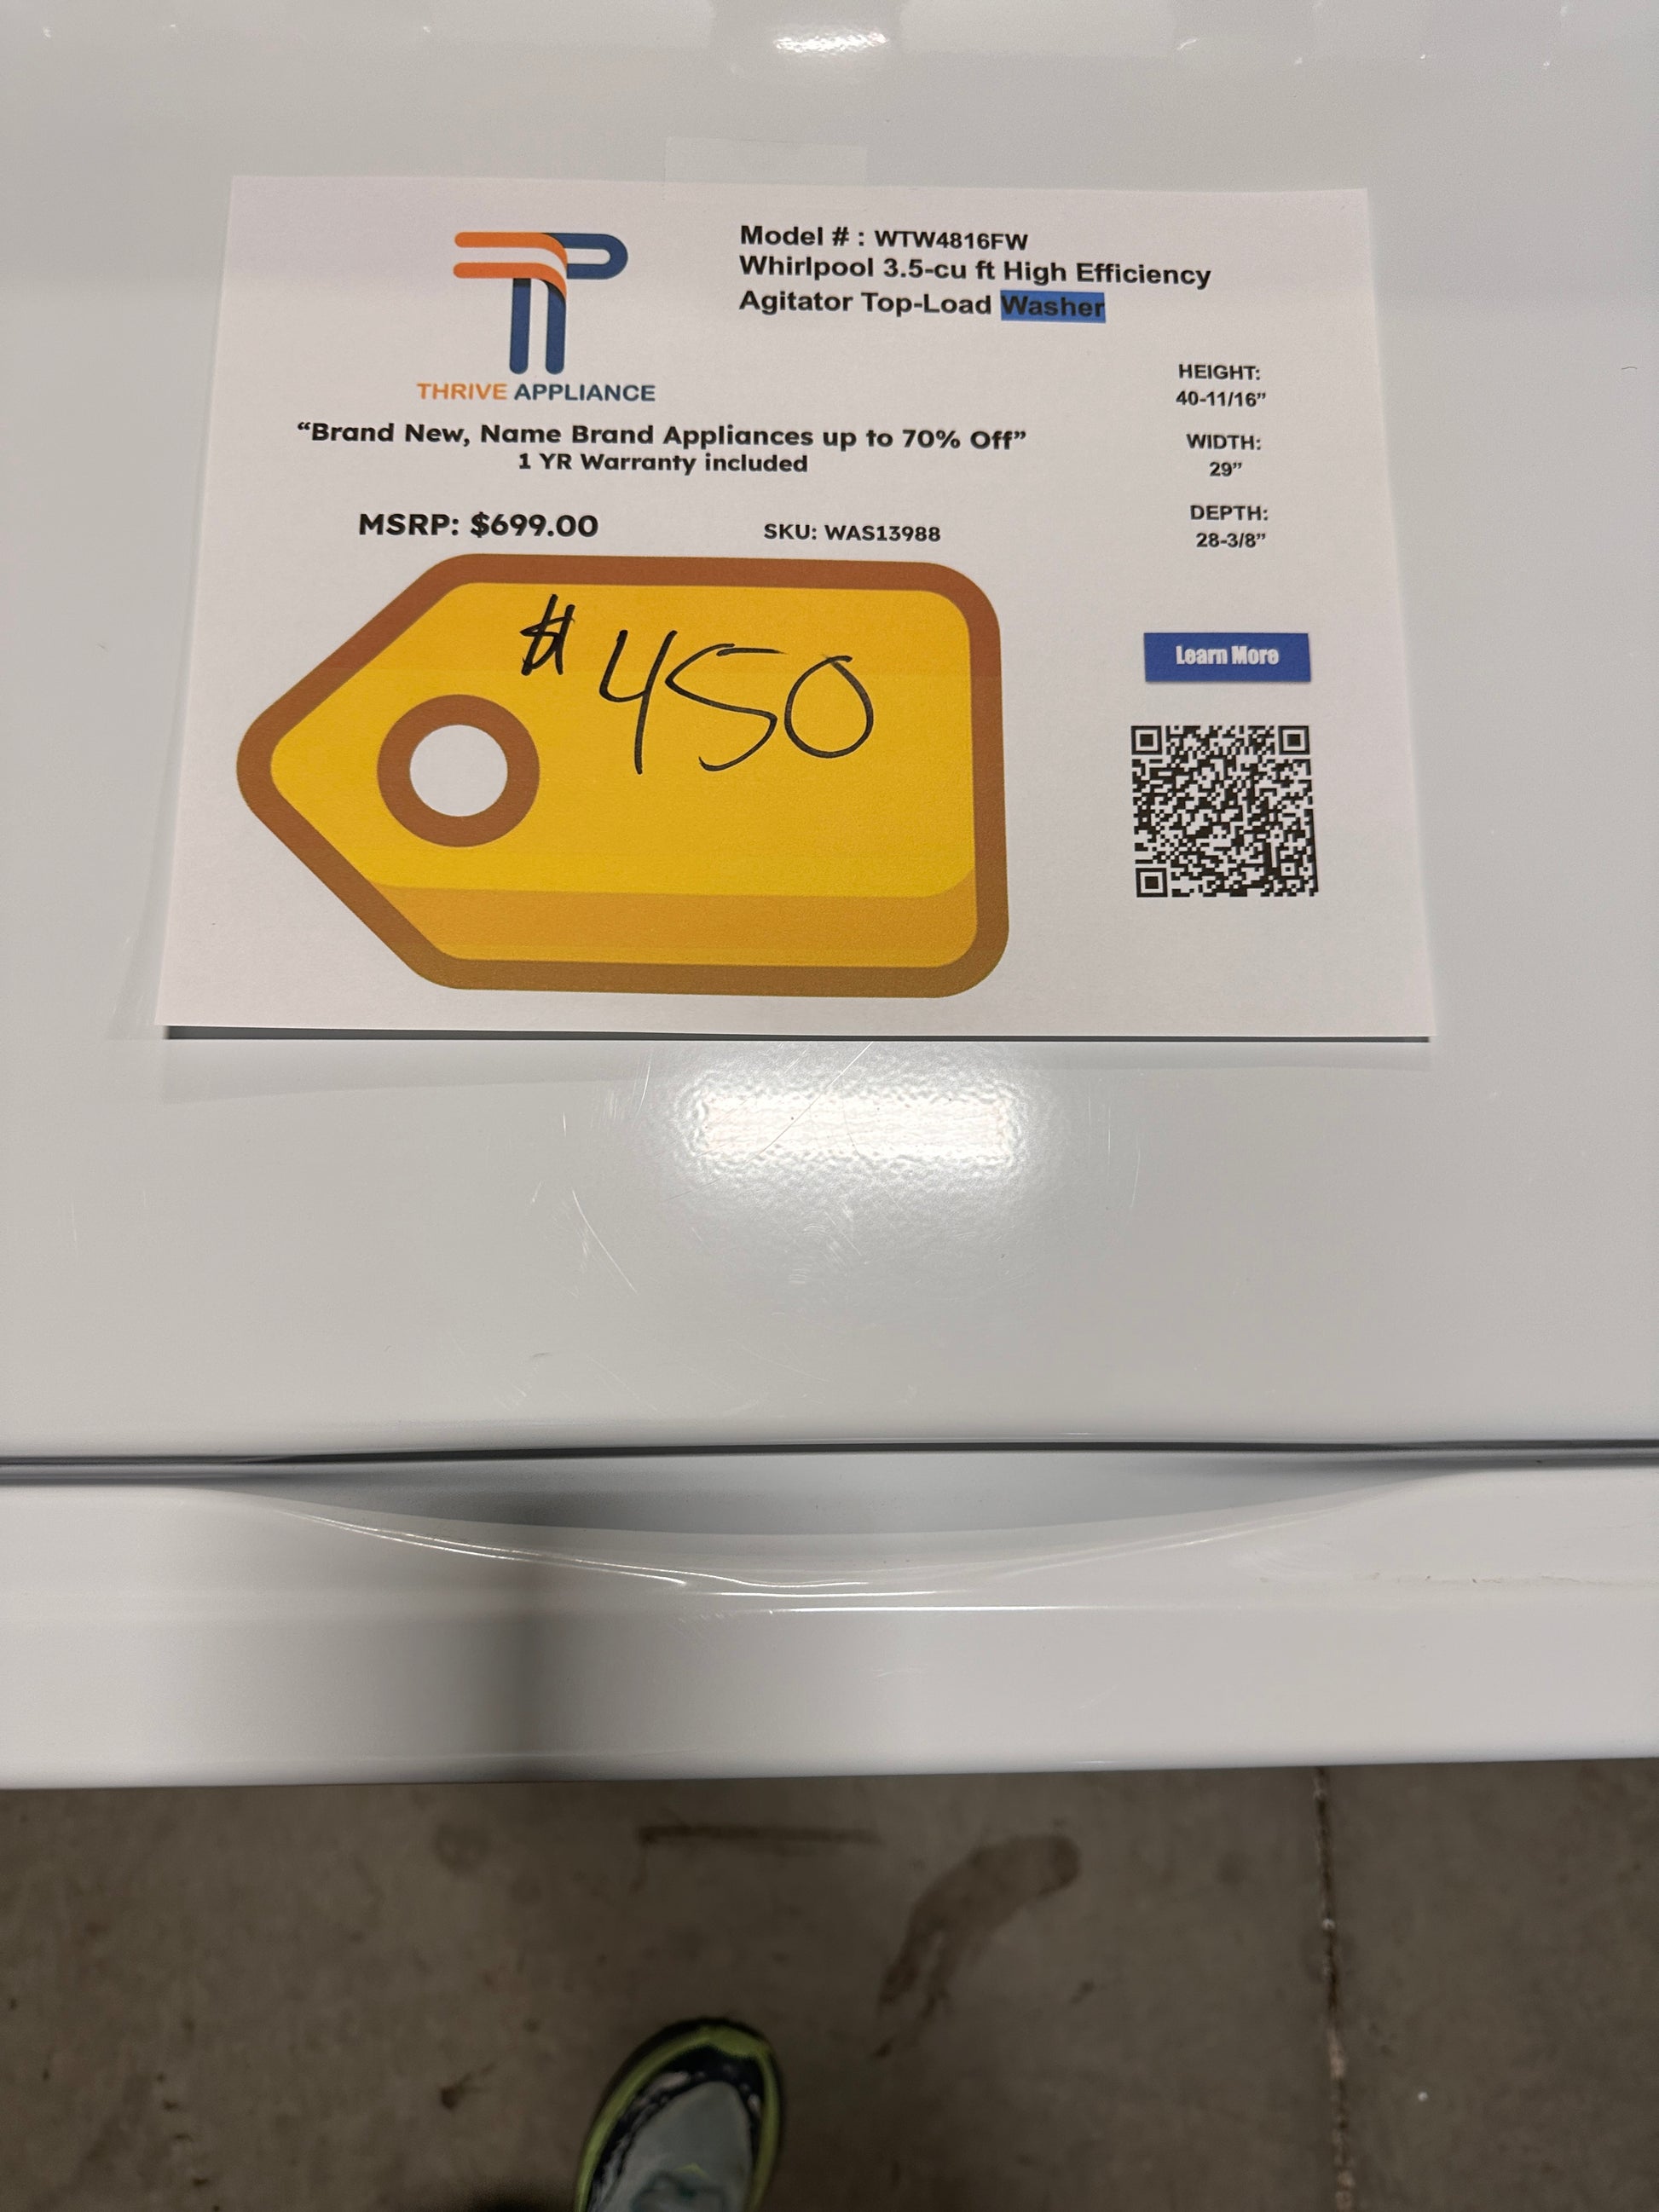 Model # : WTW4816FW
Whirlpool 3.5-cu ft High Efficiency
Agitator Top-Load Washer
THRIVE APPLIANCE
“Brand New, Name Brand Appliances up to 70% Off”
1 YR Warranty included
HEIGHT:
40-11/16”
WIDTH:
29”
DEPTH:
28-3/8”
MSRP: $699.00
SKU: WAS13988
$450
Learn More